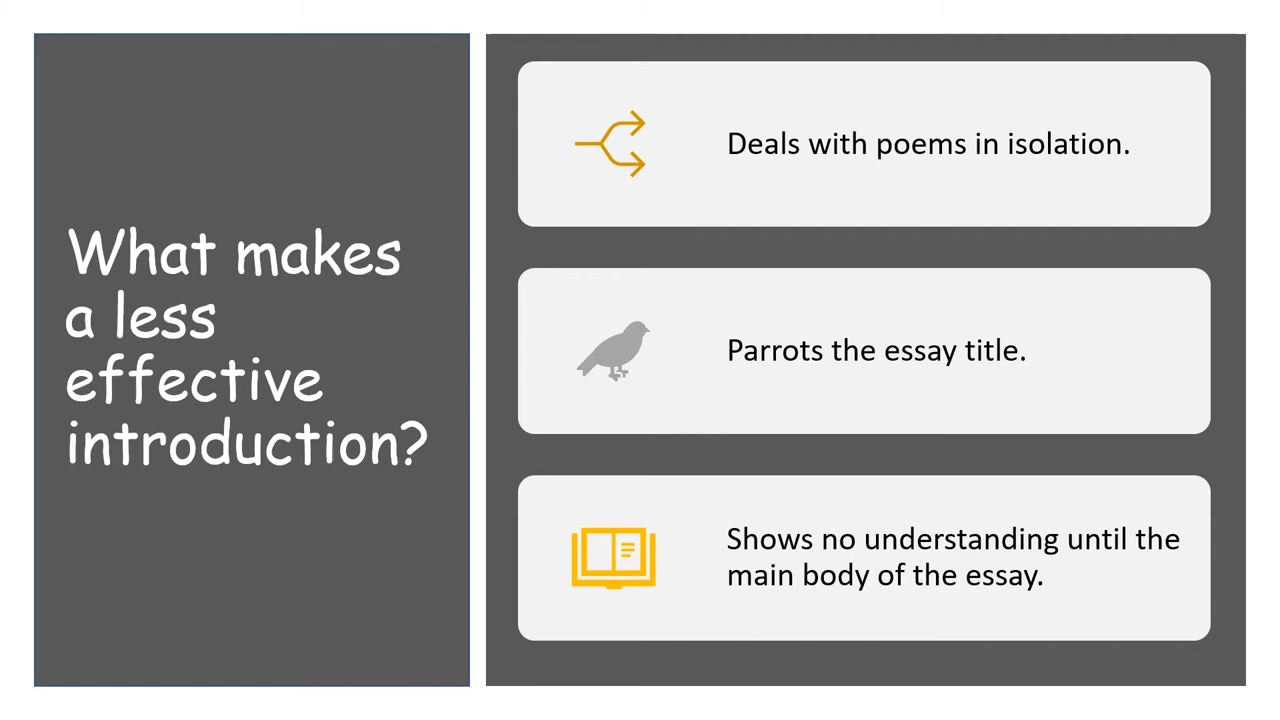 What makes
a less
effective
introduction?
Deals with poems in isolation.
Parrots the essay title.
Shows no understanding until the
main body of the essay.